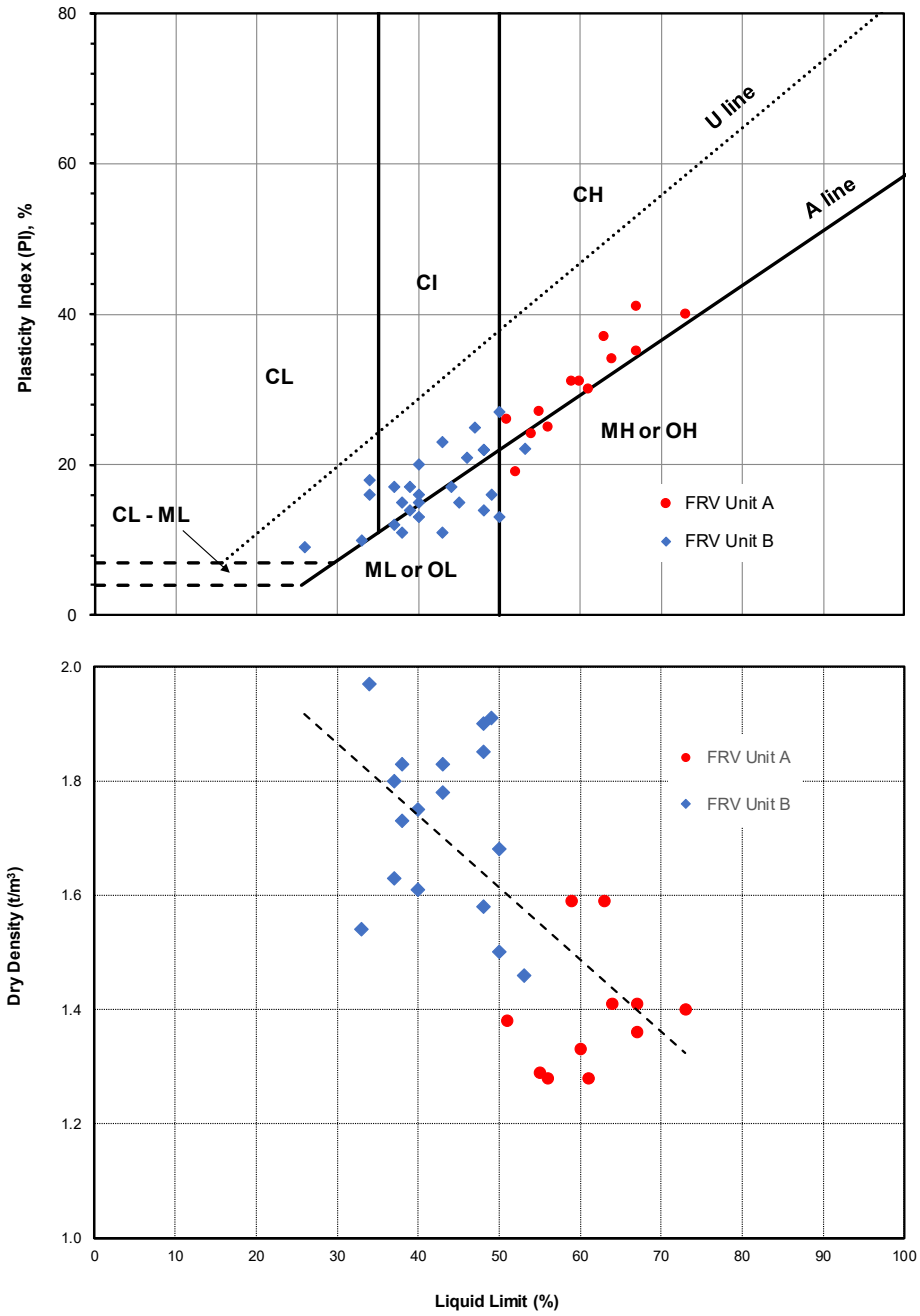 80
60
40
20
0
Plasticity Index (PI), %
U line
A line
CH
CI
CL
MH or OH
CL - ML
ML or OL
FRV Unit A
FRV Unit B
2.0
1.8
1.6
1.4
1.2
1.0
Dry Density (t/m³)
FRV Unit A
FRV Unit B
0 10 20 30 40 50 60 70 80 90 100
Liquid Limit (%)